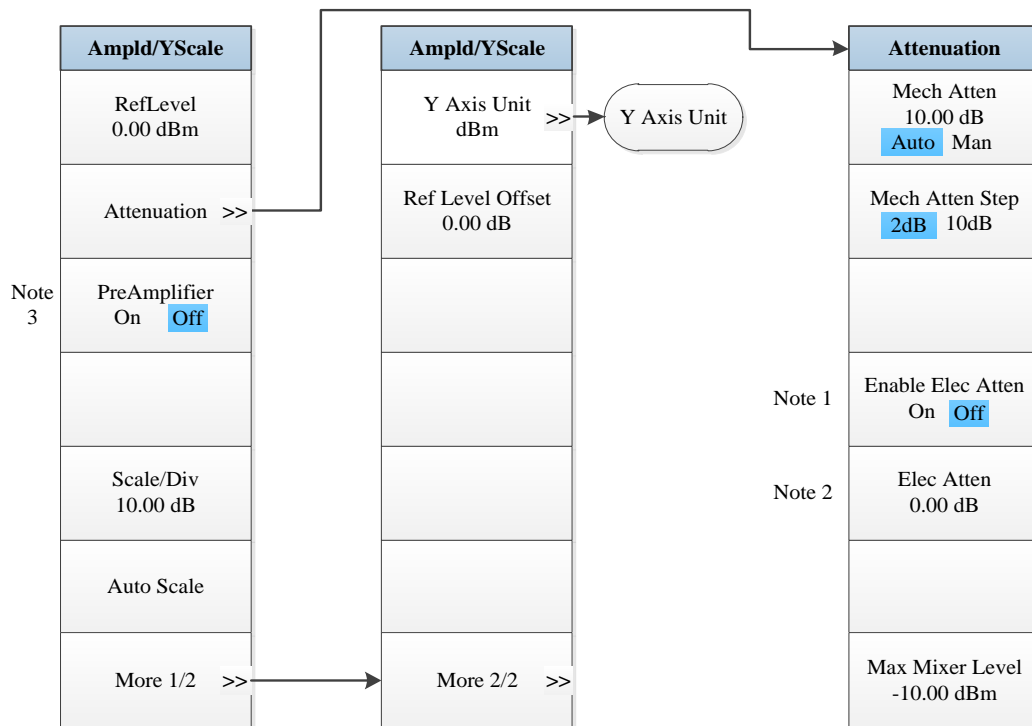 Ampld/YScale
RefLevel
0.00 dBm
Attenuation >>
Note
3
PreAmplifier
On Off
Scale/Div
10.00 dB
Auto Scale
More 1/2 >>
Ampld/YScale
Y Axis Unit
dBm >>
Y Axis Unit
Ref Level Offset
0.00 dB
More 2/2 >>
Attenuation
Mech Atten
10.00 dB
Auto Man
Mech Atten Step
2dB 10dB
Note 1
Enable Elec Atten
On Off
Note 2
Elec Atten
0.00 dB
Max Mixer Level
-10.00 dBm